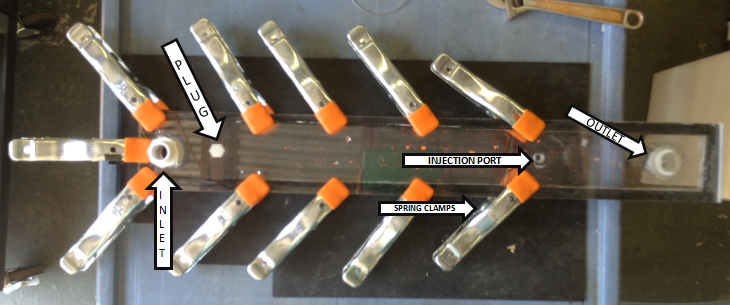 PLUG
OUTLET
INJECTION PORT
SPRING CLAMPS
INLET